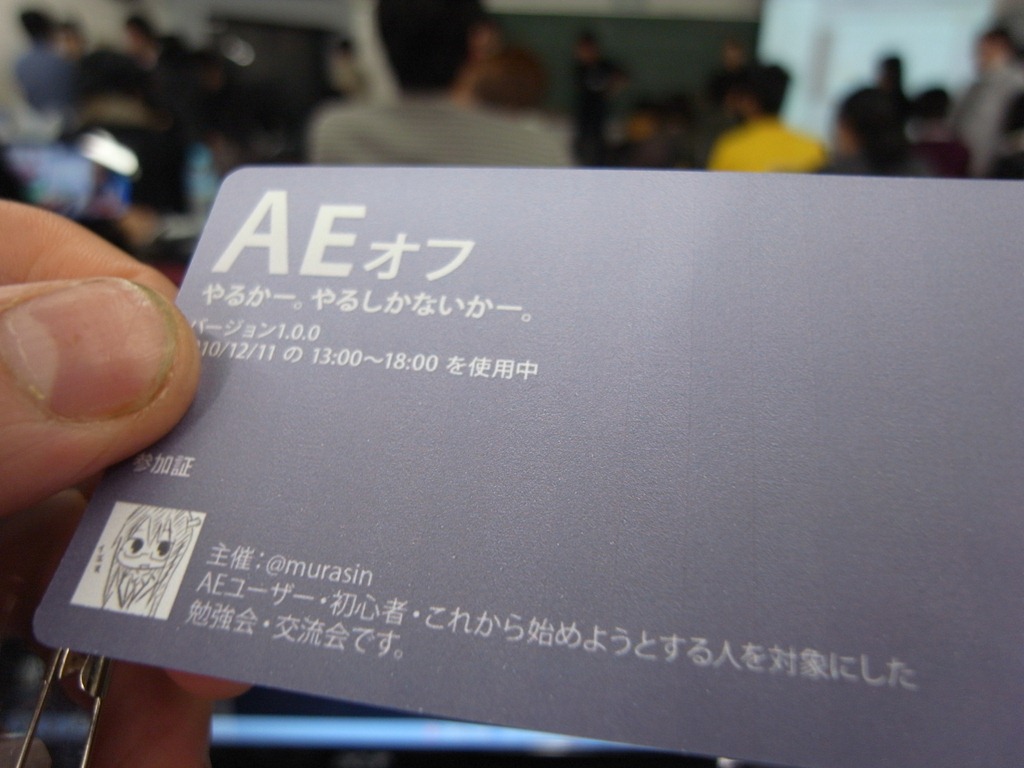 AEオフ
やるかー。やるしかないかー。
バージョン1.0.0
10/12/11 の 13:00〜18:00 を使用中
参加証
主催：@murasin
AEユーザー・初心者・これから始めようとする人を対象にした
勉強会・交流会です。